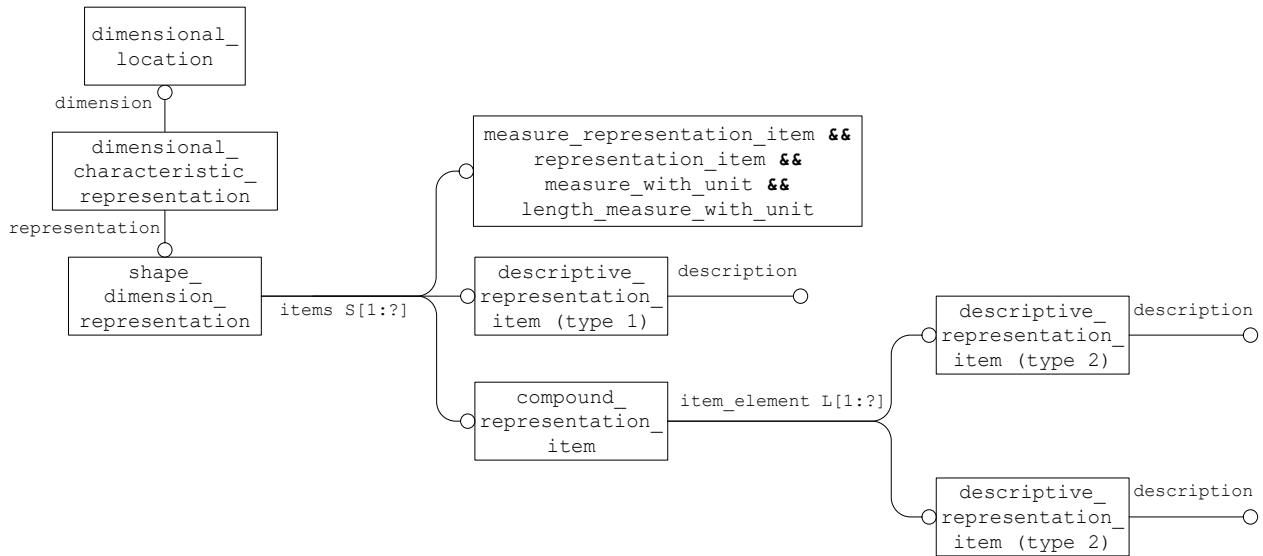 dimensional_
location
dimension
dimensional_
characteristic_
representation
representation
shape_
dimension_
representation
items S[1:?]
measure_representation_item &&
representation_item &&
measure_with_unit &&
length_measure_with_unit
descriptive_
representation_
item (type 1)
description
compound_
representation_
item
item_element L[1:?]
descriptive_
representation_
item (type 2)
description
descriptive_
representation_
item (type 2)
description